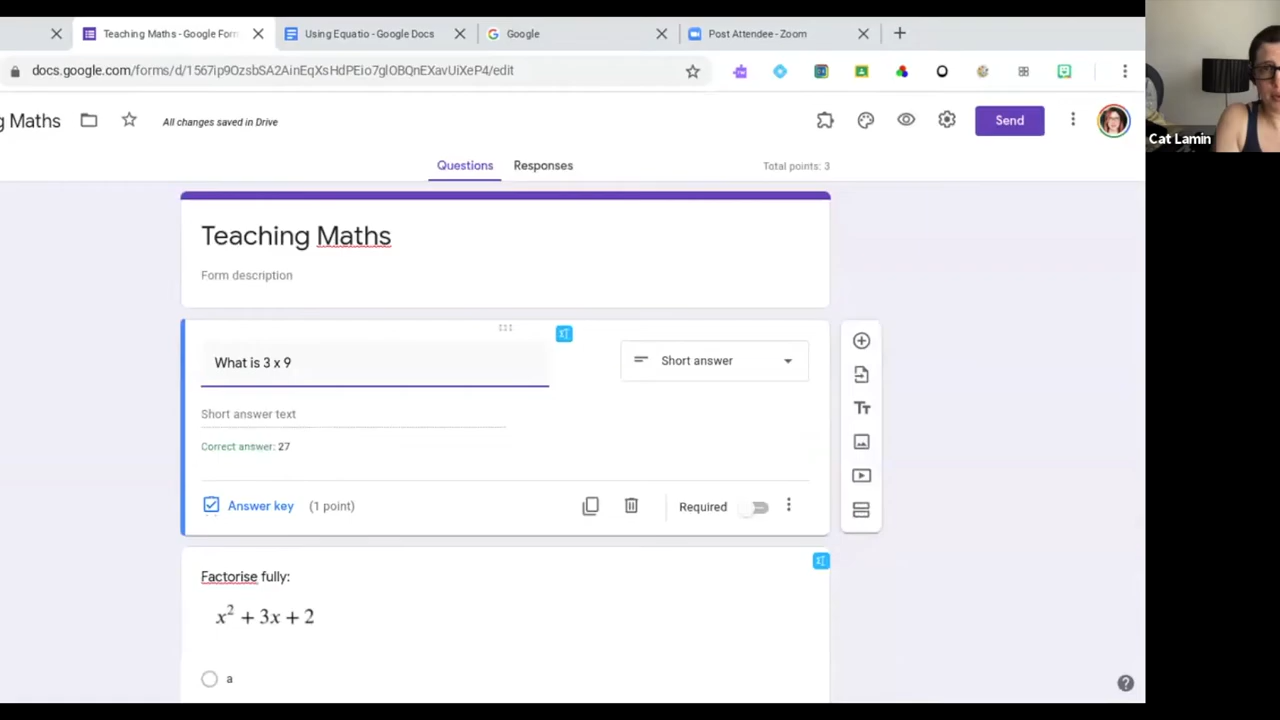 Teaching Maths - Google Form
Using Equatio - Google Docs
Google
Post Attendee - Zoom
docs.google.com/forms/d/1567ip9OzsbSA2AinEqXsHdPEio7glOBQnEXavUiXeP4/edit
g Maths
All changes saved in Drive
Send
Cat Lamin
Questions
Responses
Total points: 3
Teaching Maths
Form description
What is 3 x 9
Short answer
Short answer text
Correct answer: 27
Answer key
(1 point)
Required
Factorise fully:
x² + 3x + 2
a